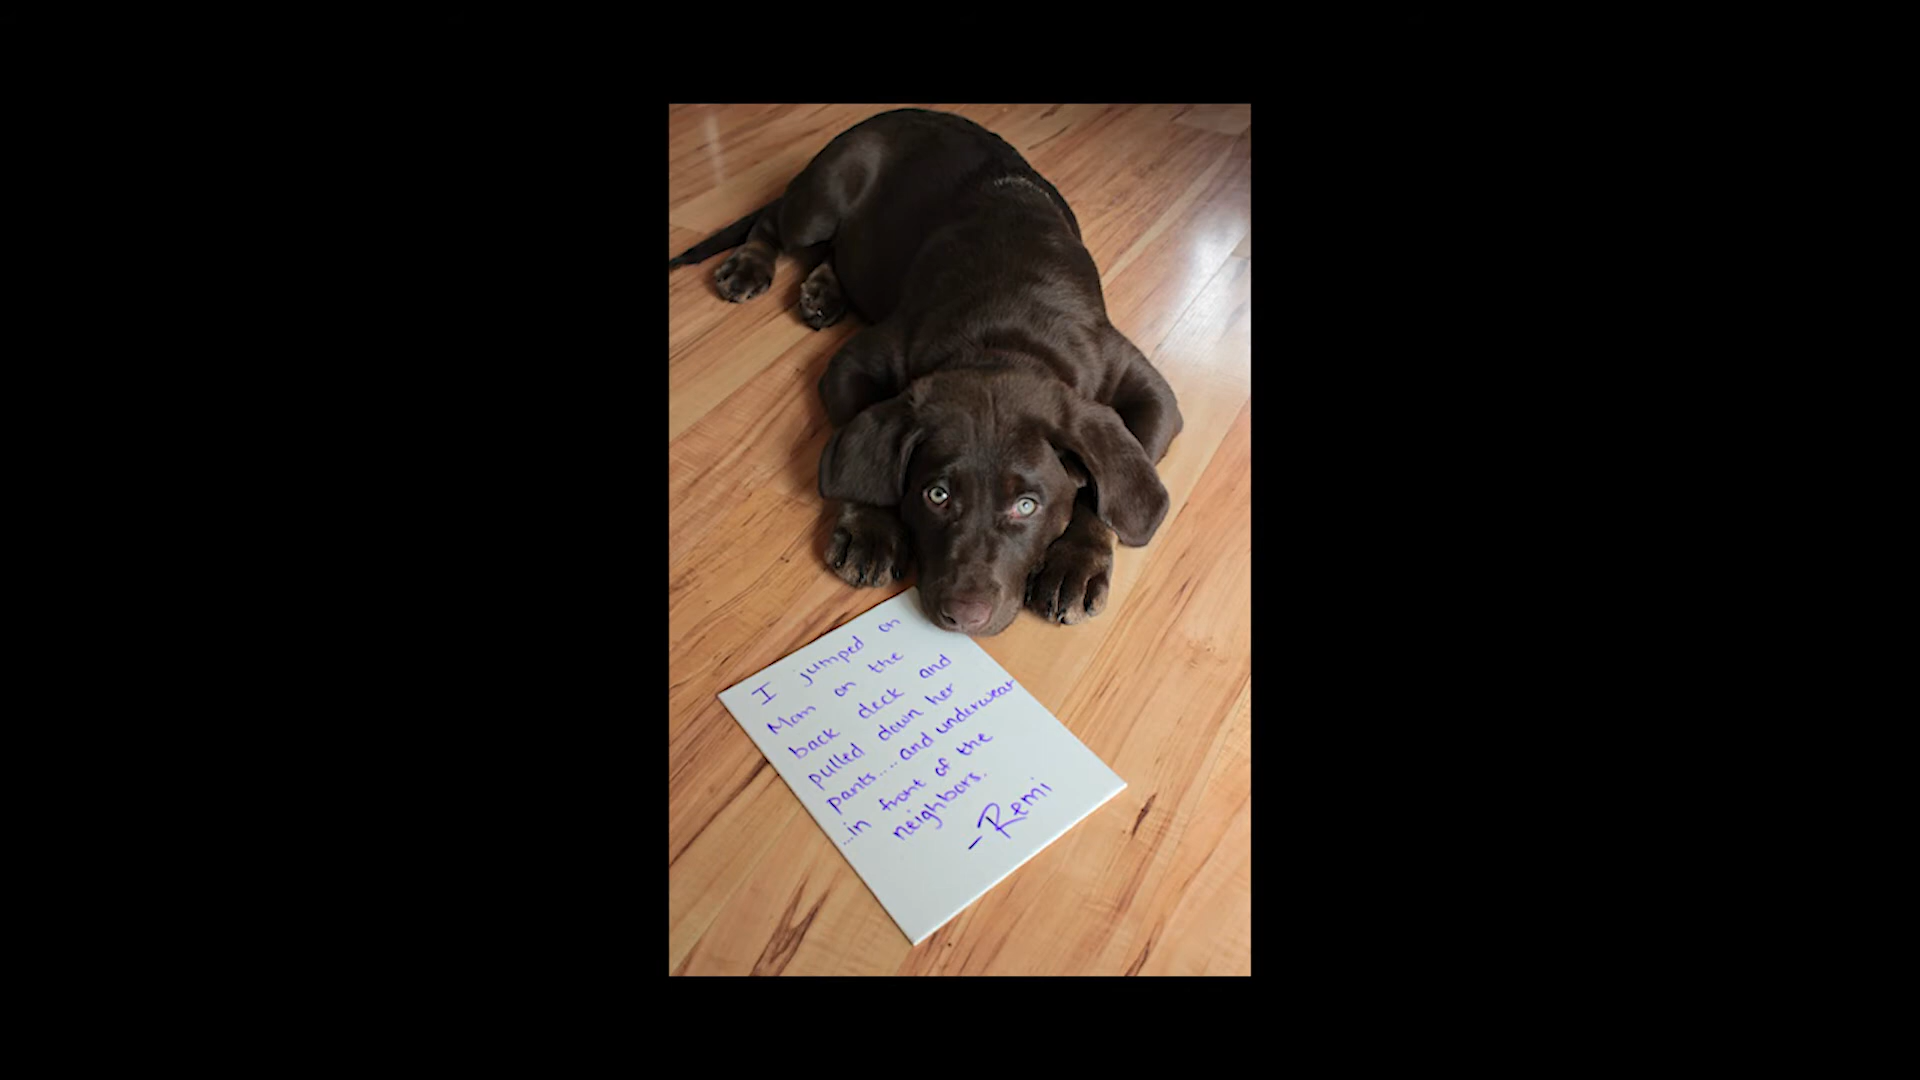 I jumped on
Mom on the
back deck and
pulled down her
pants.... and underwear
...in front of the
neighbors.
-Remi